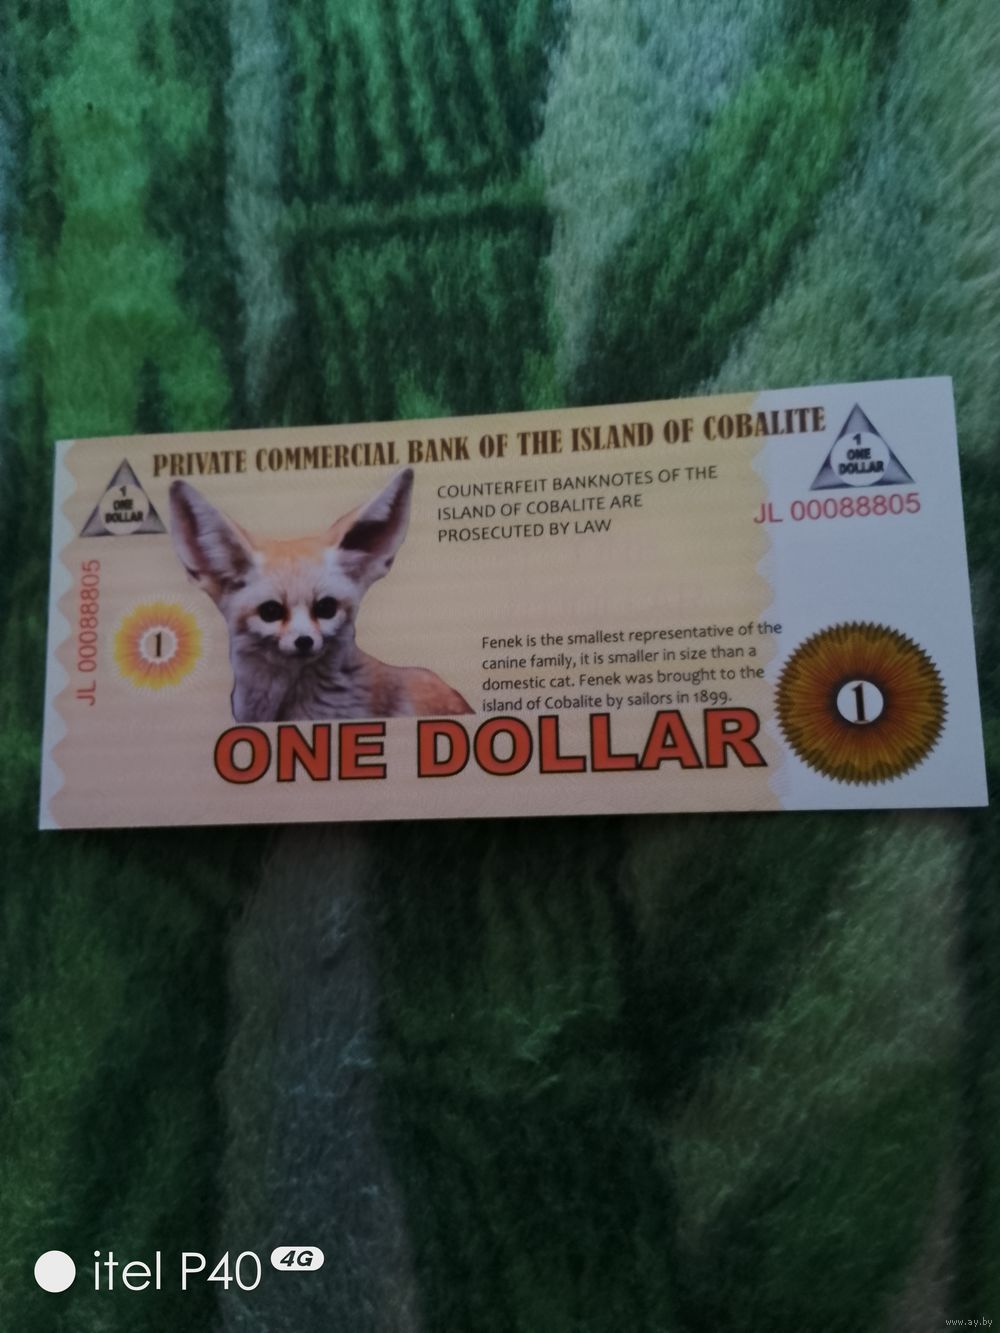 PRIVATE COMMERCIAL BANK OF THE ISLAND OF COBALITE
1
ONE
DOLLAR
1
ONE
DOLLAR
COUNTERFEIT BANKNOTES OF THE
ISLAND OF COBALITE ARE
PROSECUTED BY LAW
JL 00088805
JL 00088805
1
Fenek is the smallest representative of the
canine family, it is smaller in size than a
domestic cat. Fenek was brought to the
island of Cobalite by sailors in 1899.
1
ONE DOLLAR
itel P40 4G
www.ay.by